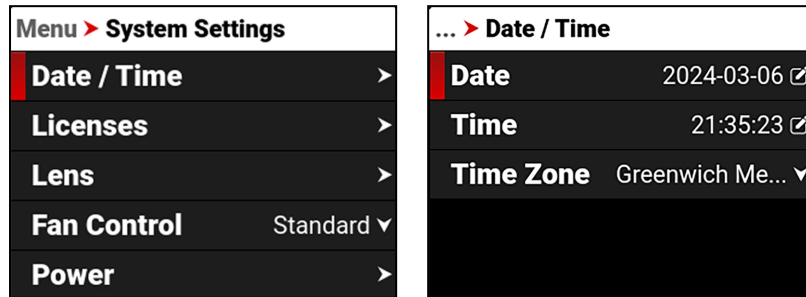 Menu > System Settings
Date / Time
Licenses
Lens
Fan Control Standard
Power
... > Date / Time
Date 2024-03-06
Time 21:35:23
Time Zone Greenwich Me...